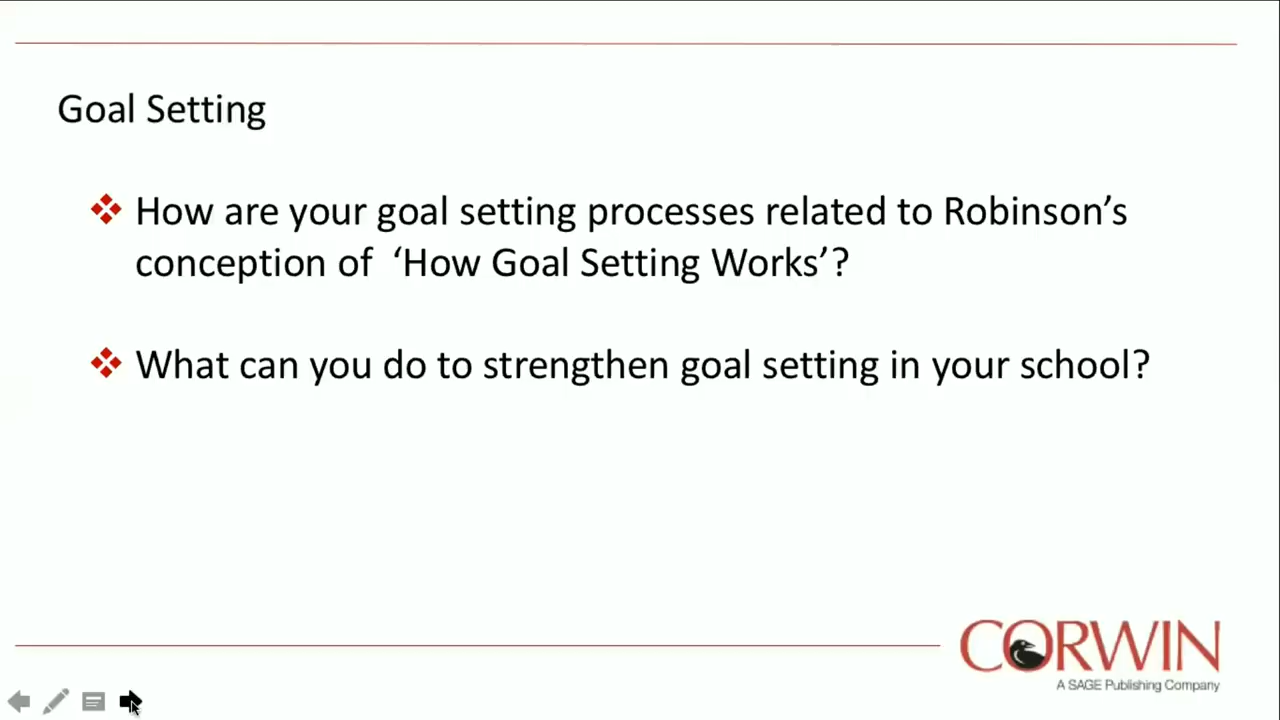 Goal Setting
How are your goal setting processes related to Robinson’s
conception of ‘How Goal Setting Works’?
What can you do to strengthen goal setting in your school?
CORWIN
A SAGE Publishing Company